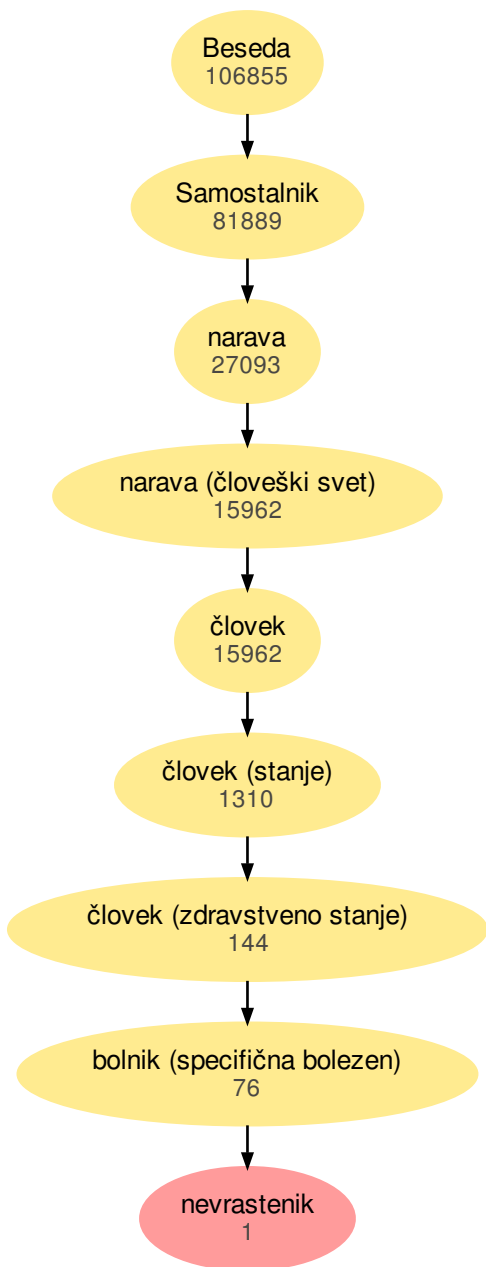 Beseda
106855
Samostalnik
81889
narava
27093
narava (človeški svet)
15962
človek
15962
človek (stanje)
1310
človek (zdravstveno stanje)
144
bolnik (specifična bolezen)
76
nevrastenik
1